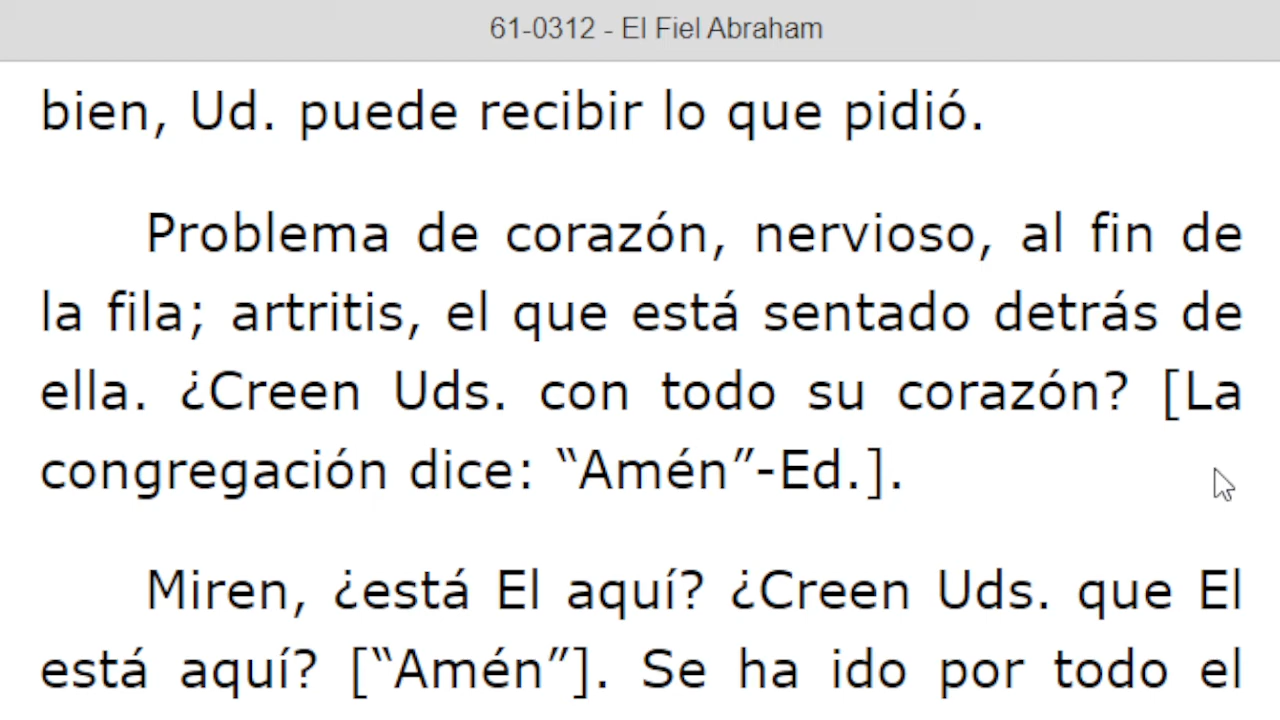 61-0312 - El Fiel Abraham
bien, Ud. puede recibir lo que pidió.
Problema de corazón, nervioso, al fin de
la fila; artritis, el que está sentado detrás de
ella. ¿Creen Uds. con todo su corazón? [La
congregación dice: “Amén”-Ed.].
Miren, ¿está El aquí? ¿Creen Uds. que El
está aquí? [“Amén”]. Se ha ido por todo el